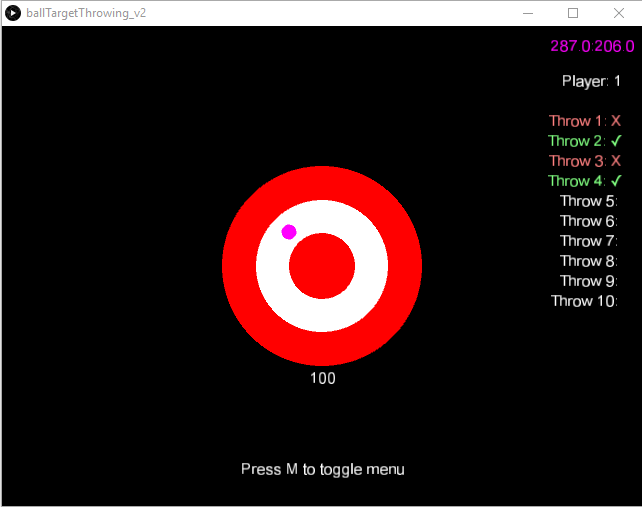 ballTargetThrowing_v2
287.0:206.0
Player: 1
Throw 1: X
Throw 2: ✓
Throw 3: X
Throw 4: ✓
Throw 5:
Throw 6:
Throw 7:
Throw 8:
Throw 9:
Throw 10:
100
Press M to toggle menu